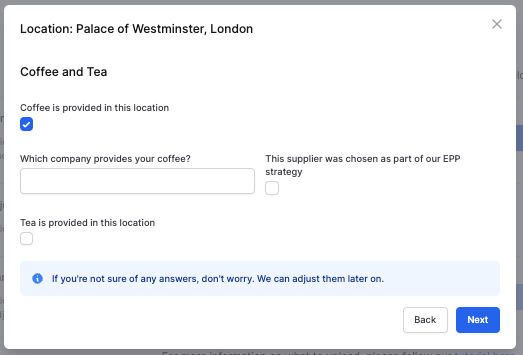 Location: Palace of Westminster, London
Coffee and Tea
Coffee is provided in this location
Which company provides your coffee?
This supplier was chosen as part of our EPP
strategy
Tea is provided in this location
If you're not sure of any answers, don't worry. We can adjust them later on.
Back
Next